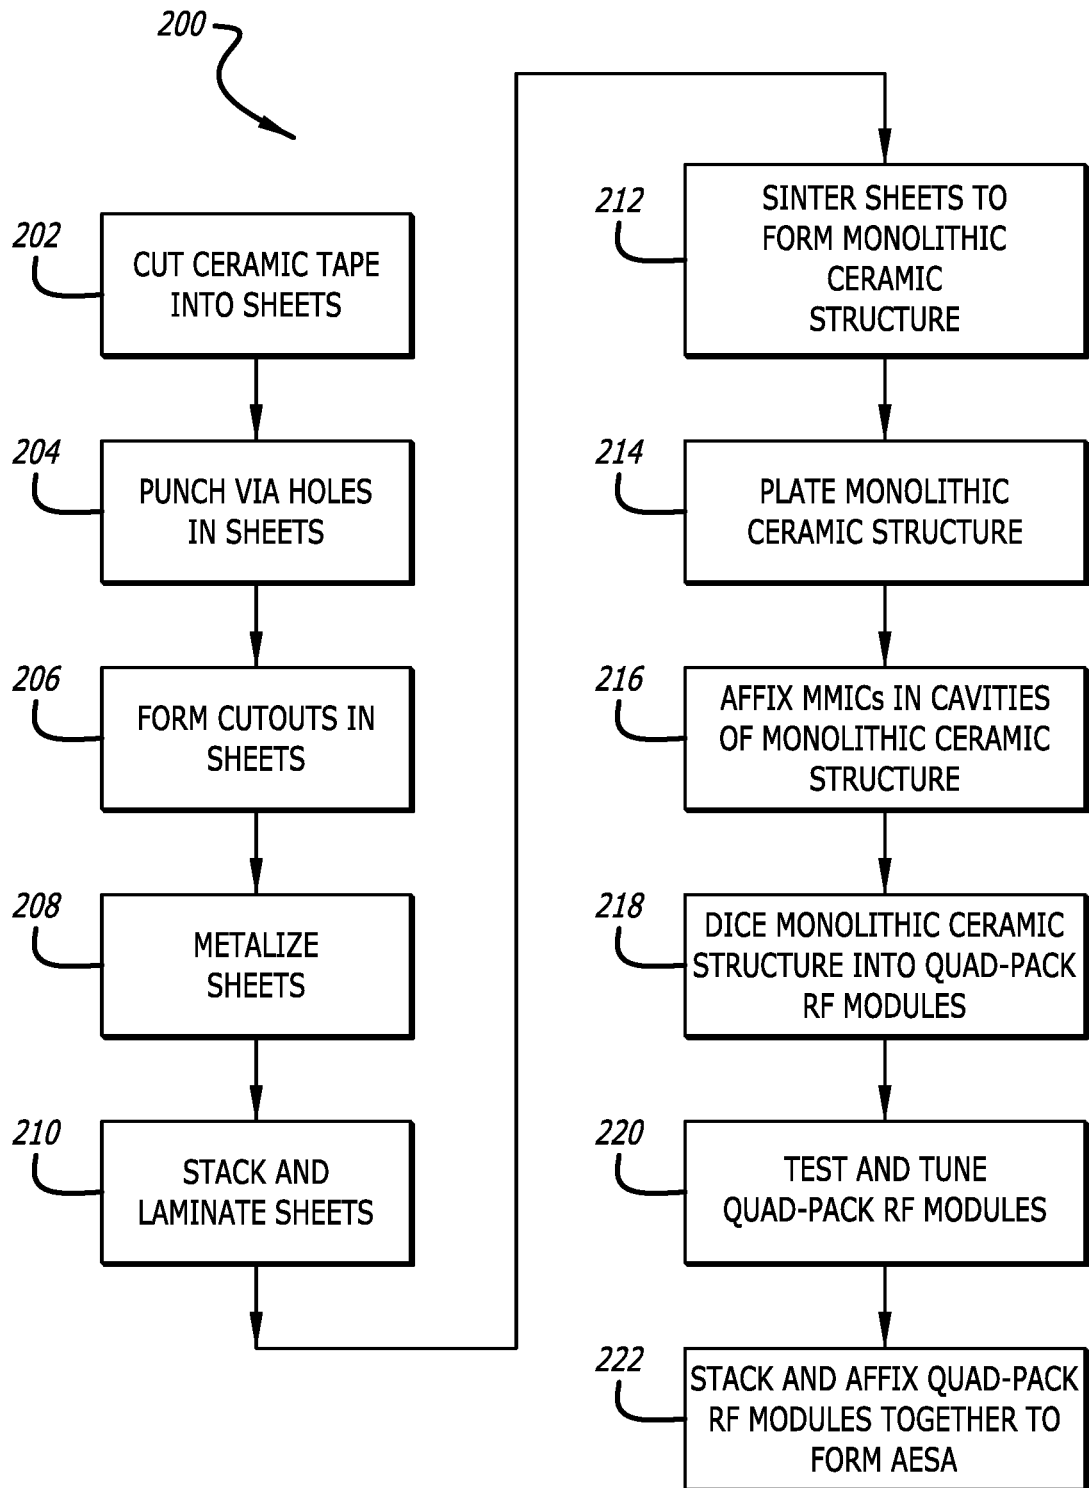 200
202
CUT CERAMIC TAPE
INTO SHEETS
204
PUNCH VIA HOLES
IN SHEETS
206
FORM CUTOUTS IN
SHEETS
208
METALIZE
SHEETS
210
STACK AND
LAMINATE SHEETS
212
SINTER SHEETS TO
FORM MONOLITHIC
CERAMIC
STRUCTURE
214
PLATE MONOLITHIC
CERAMIC STRUCTURE
216
AFFIX MMICs IN CAVITIES
OF MONOLITHIC CERAMIC
STRUCTURE
218
DICE MONOLITHIC CERAMIC
STRUCTURE INTO QUAD-PACK
RF MODULES
220
TEST AND TUNE
QUAD-PACK RF MODULES
222
STACK AND AFFIX QUAD-PACK
RF MODULES TOGETHER TO
FORM AESA